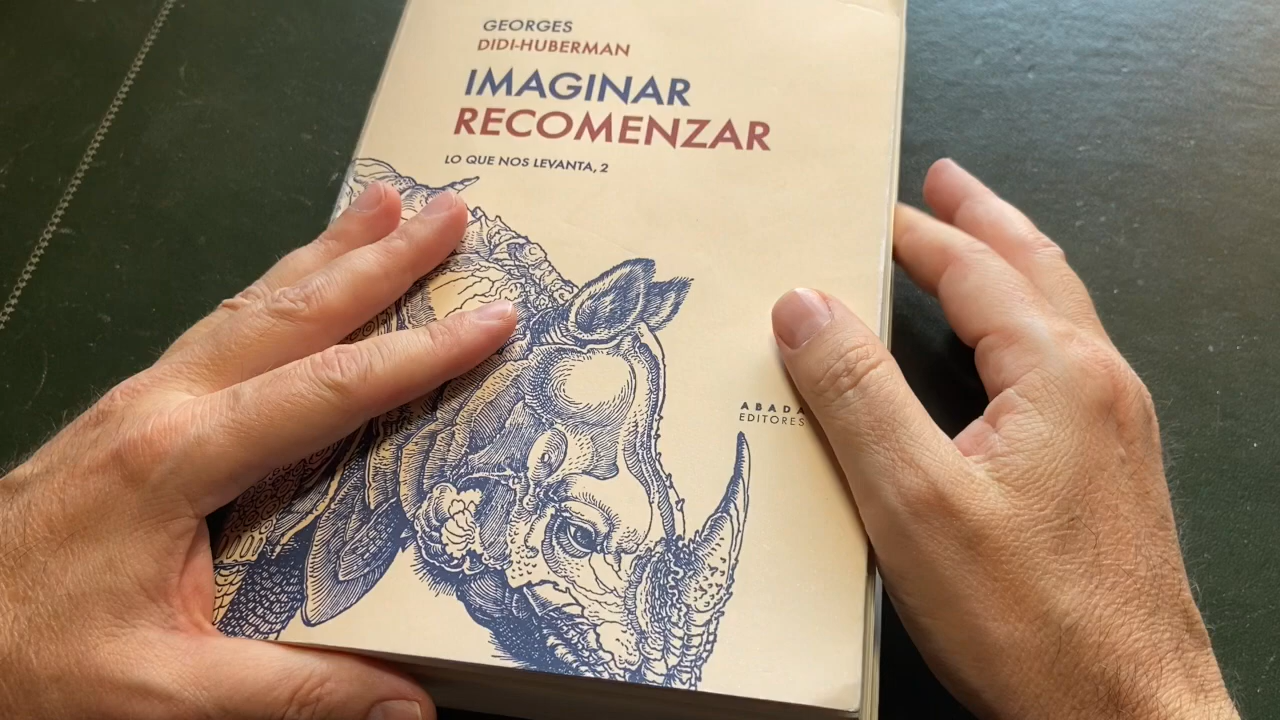 GEORGES
DIDI-HUBERMAN
IMAGINAR
RECOMENZAR
LO QUE NOS LEVANTA, 2
ABADA
EDITORES